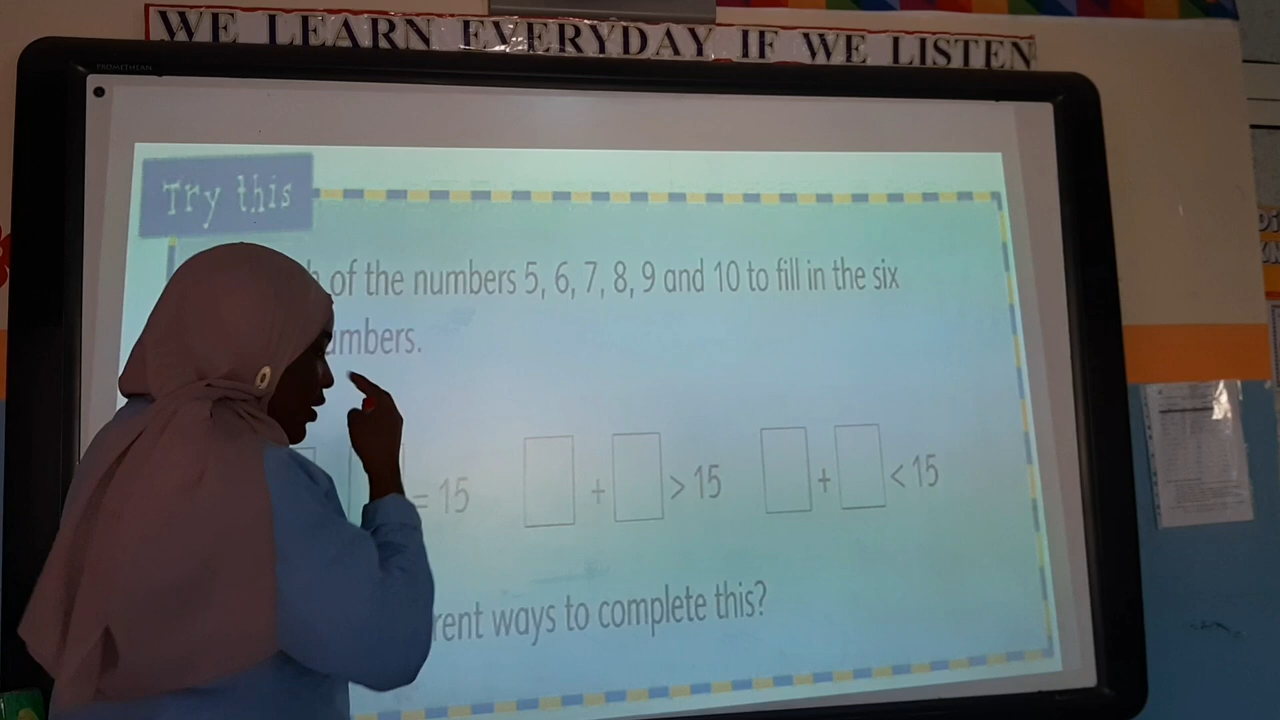 WE LEARN EVERYDAY IF WE LISTEN
PROMETHEAN
Try this
of the numbers 5, 6, 7, 8, 9 and 10 to fill in the six
umbers.
= 15 + > 15 + < 15
rent ways to complete this?